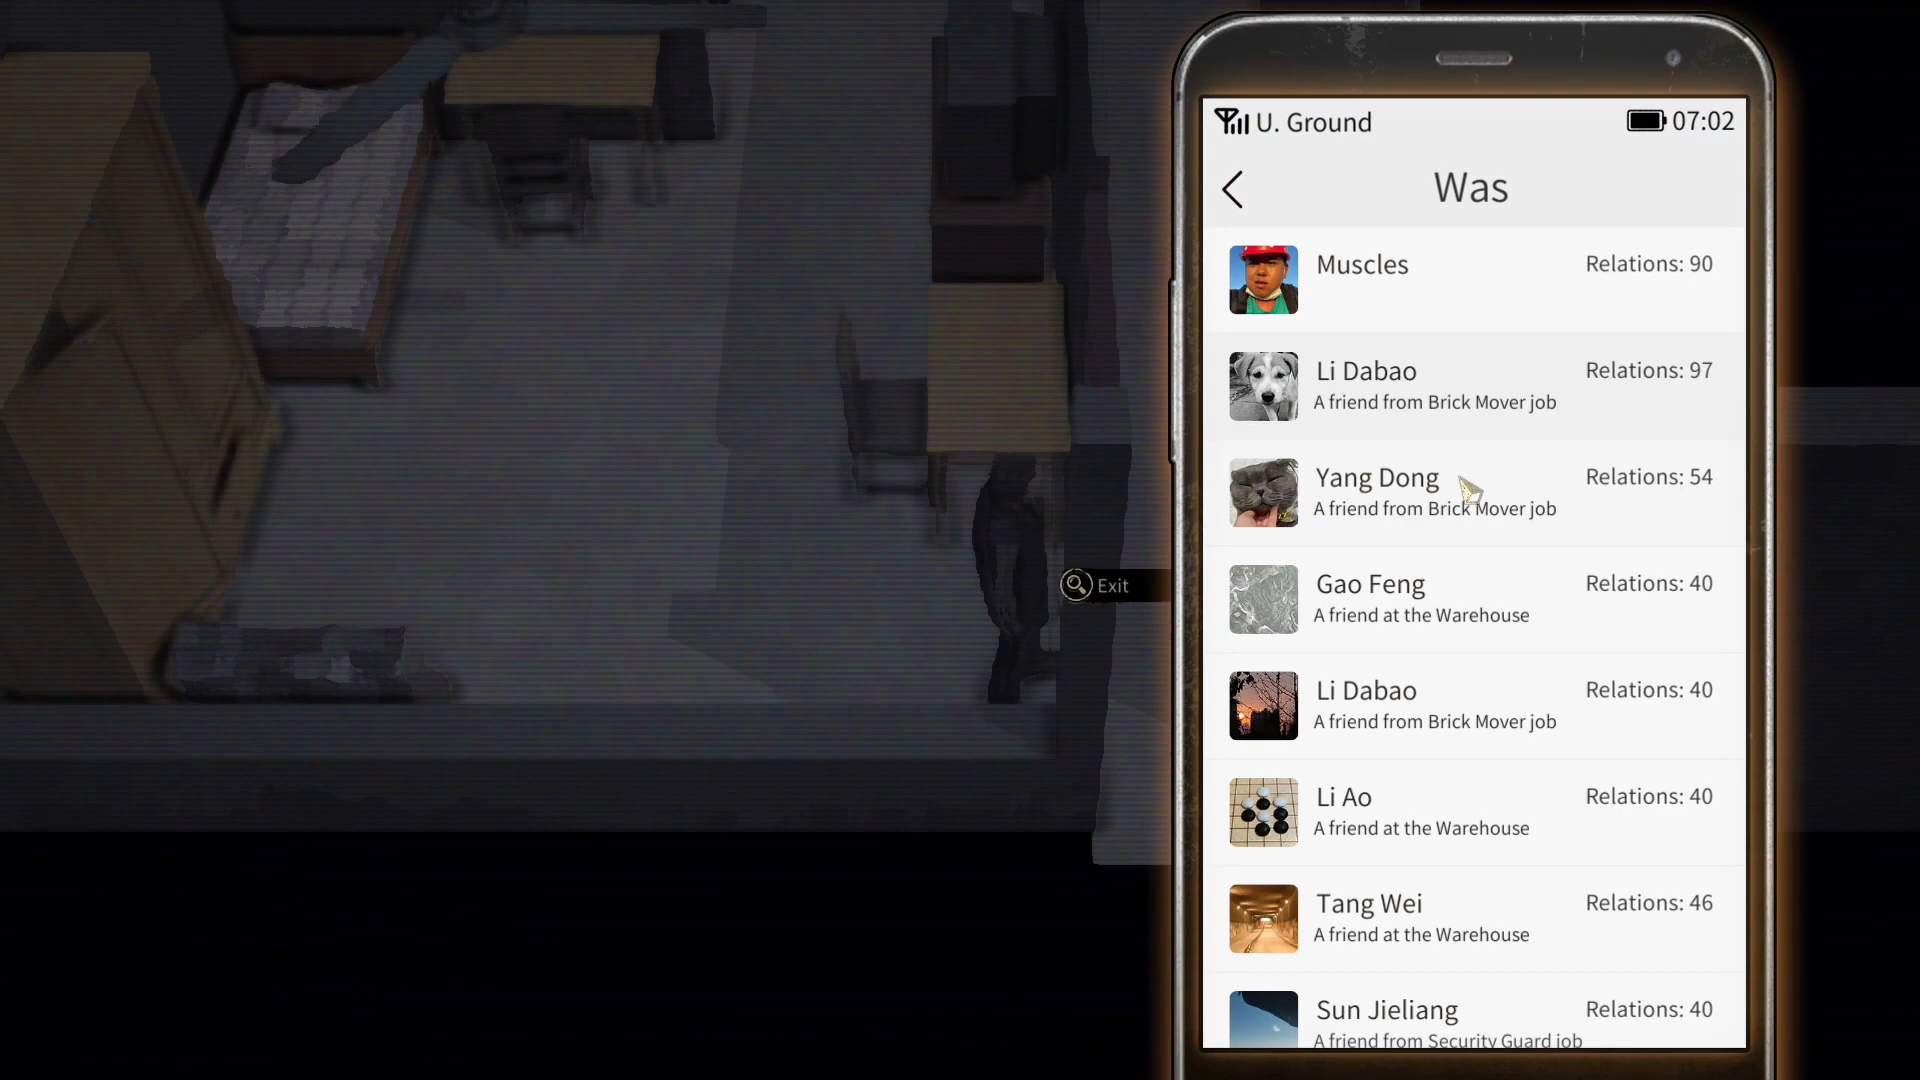 U. Ground
07:02
Was
Muscles
Relations: 90
Li Dabao
Relations: 97
A friend from Brick Mover job
Yang Dong
Relations: 54
A friend from Brick Mover job
Gao Feng
Relations: 40
A friend at the Warehouse
Li Dabao
Relations: 40
A friend from Brick Mover job
Li Ao
Relations: 40
A friend at the Warehouse
Tang Wei
Relations: 46
A friend at the Warehouse
Sun Jieliang
Relations: 40
A friend from Security Guard job
Exit